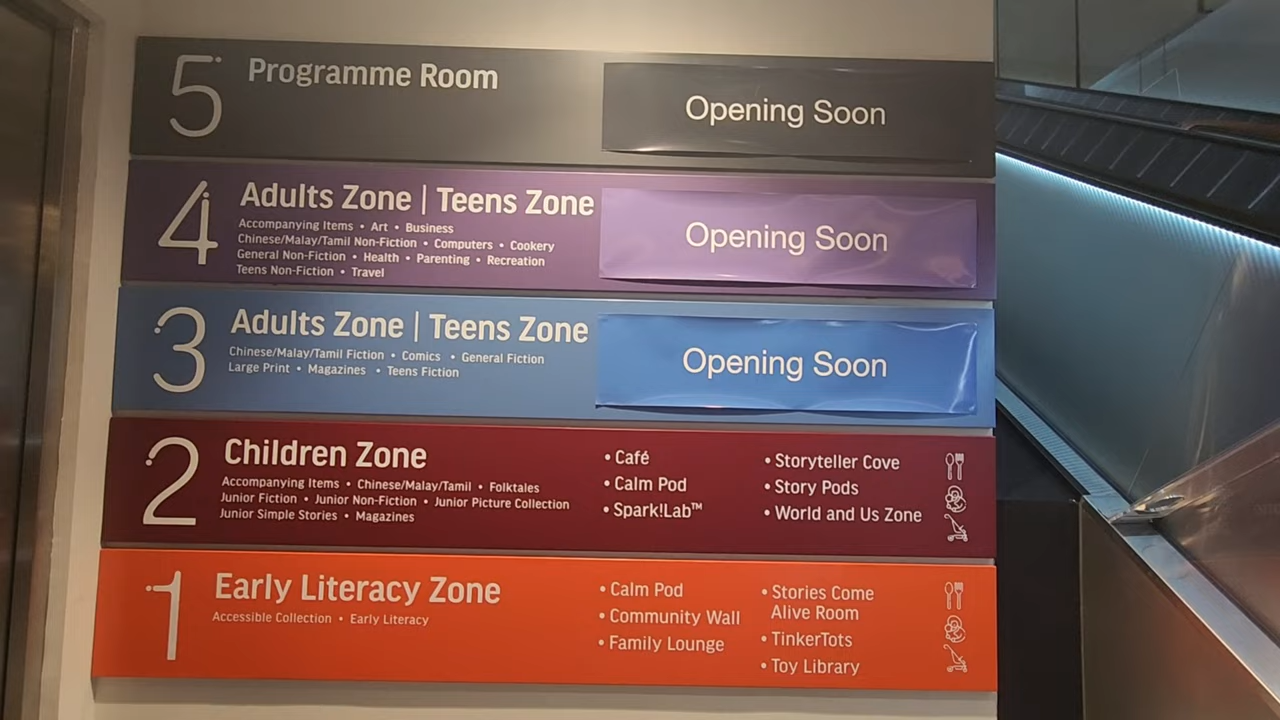 5
Programme Room
Opening Soon
4
Adults Zone | Teens Zone
Accompanying Items • Art • Business
Chinese/Malay/Tamil Non-Fiction • Computers • Cookery
General Non-Fiction • Health • Parenting • Recreation
Teens Non-Fiction • Travel
Opening Soon
3
Adults Zone | Teens Zone
Chinese/Malay/Tamil Fiction • Comics • General Fiction
Large Print • Magazines • Teens Fiction
Opening Soon
2
Children Zone
Accompanying Items • Chinese/Malay/Tamil • Folktales
Junior Fiction • Junior Non-Fiction • Junior Picture Collection
Junior Simple Stories • Magazines
• Café
• Calm Pod
• Spark!Lab™
• Storyteller Cove
• Story Pods
• World and Us Zone
1
Early Literacy Zone
Accessible Collection • Early Literacy
• Calm Pod
• Community Wall
• Family Lounge
• Stories Come
Alive Room
• TinkerTots
• Toy Library